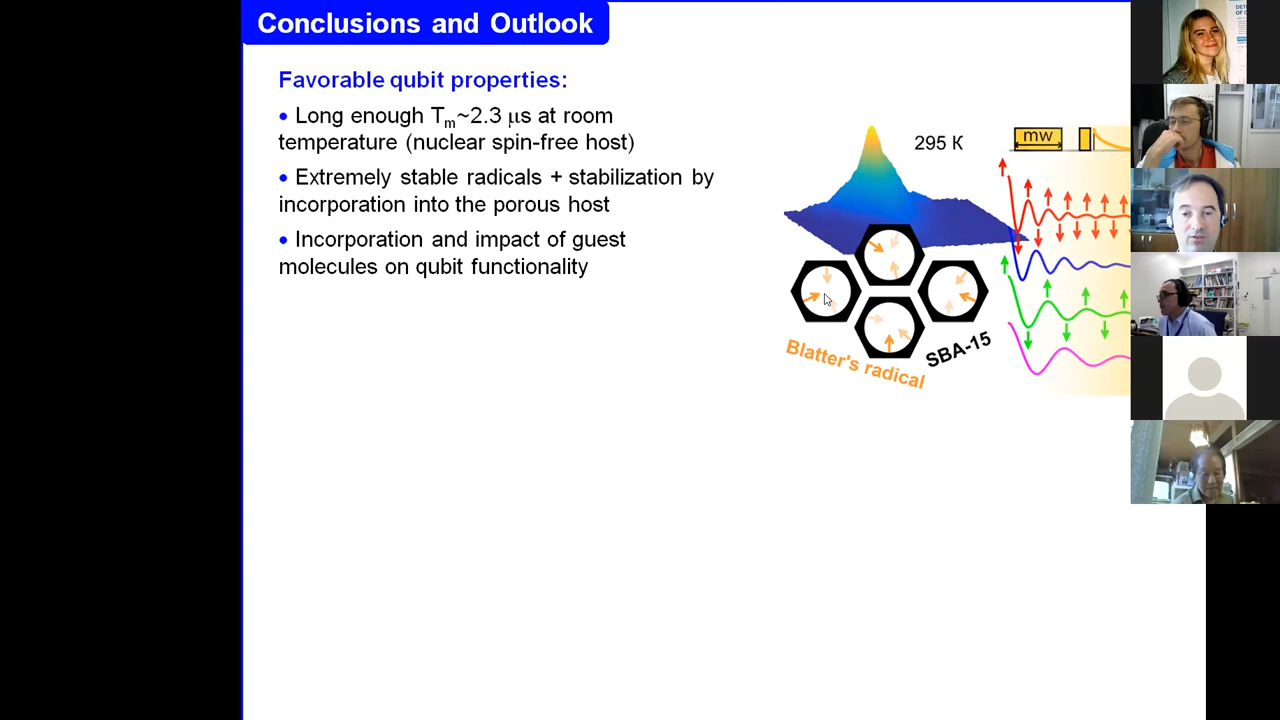 Conclusions and Outlook
Favorable qubit properties:
• Long enough Tm~2.3 μs at room
temperature (nuclear spin-free host)
• Extremely stable radicals + stabilization by
incorporation into the porous host
• Incorporation and impact of guest
molecules on qubit functionality
295 K
mw
Blatter's radical
SBA-15